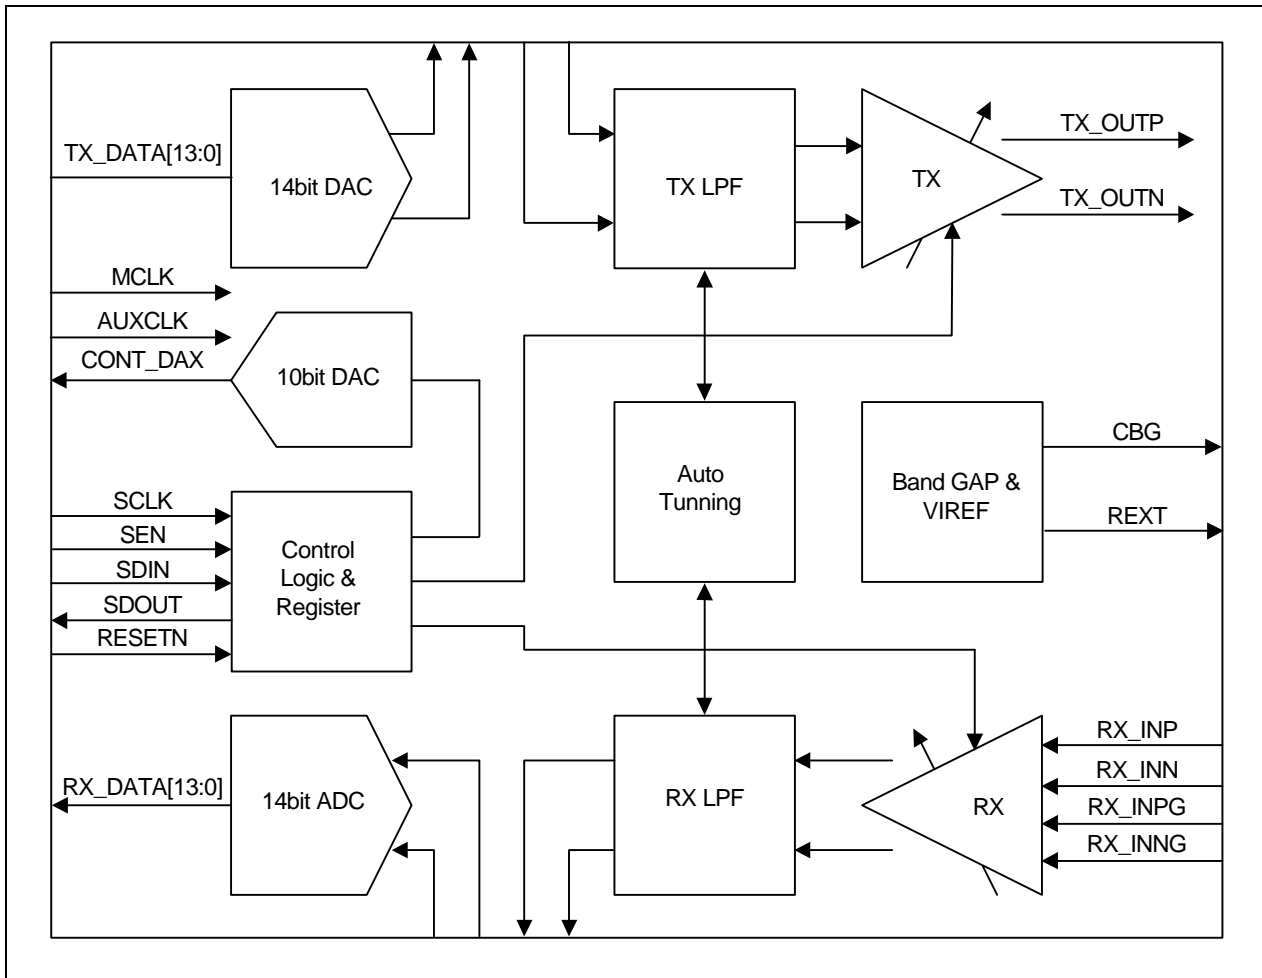 TX_DATA[13:0]
14bit DAC
TX LPF
TX
TX_OUTP
TX_OUTN
MCLK
AUXCLK
CONT_DAX
10bit DAC
SCLK
SEN
SDIN
SDOUT
RESETN
Control
Logic &
Register
Auto
Tunning
Band GAP &
VIREF
CBG
REXT
RX_DATA[13:0]
14bit ADC
RX LPF
RX
RX_INP
RX_INN
RX_INPG
RX_INNG